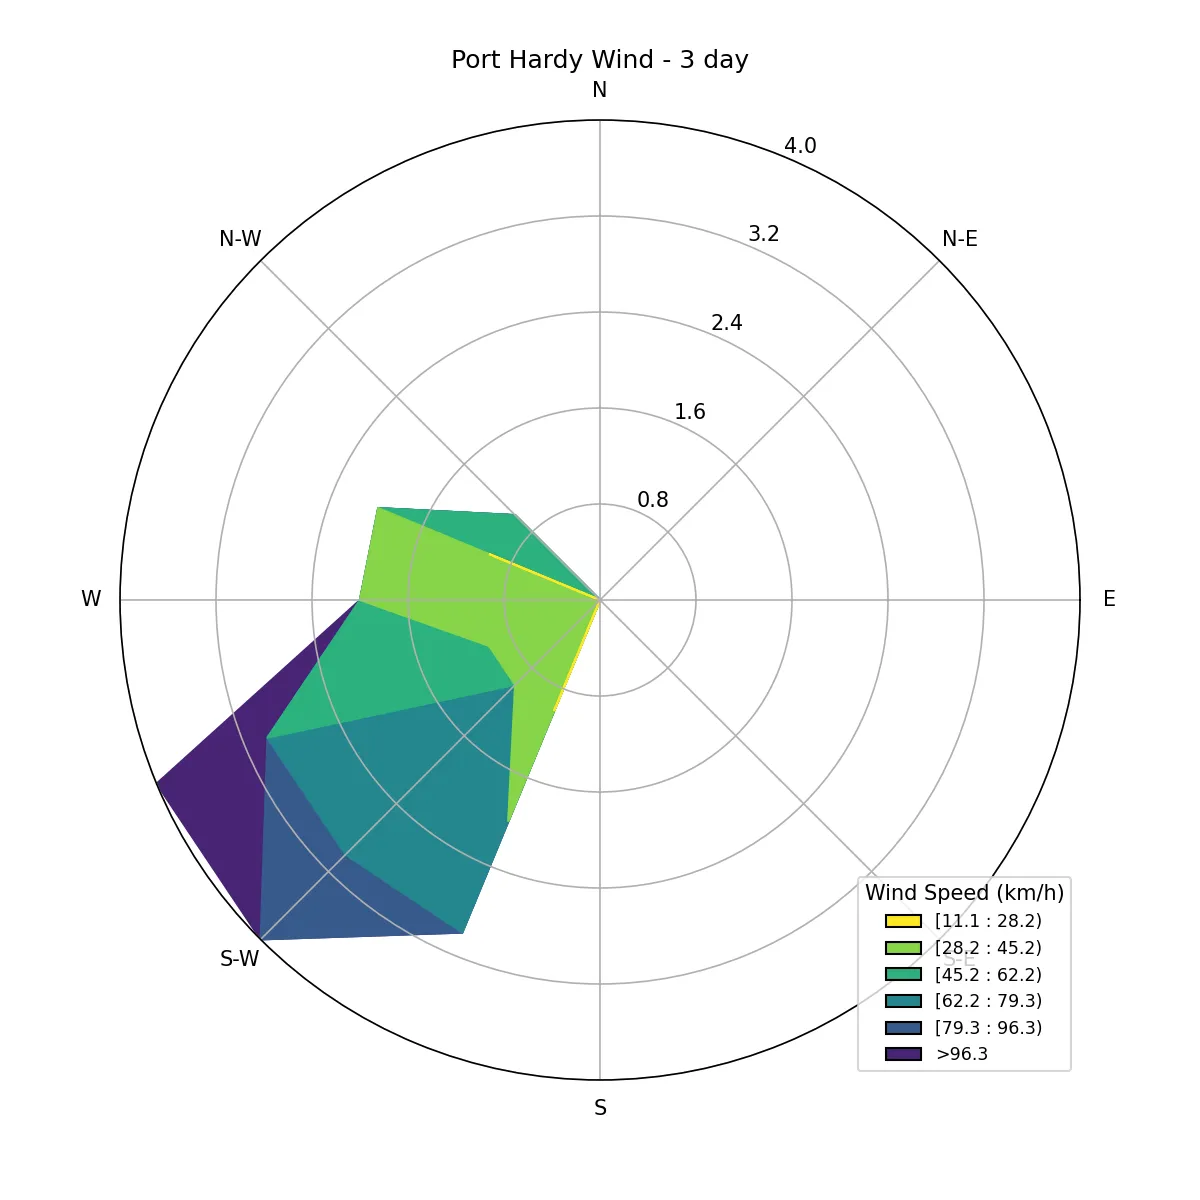 Port Hardy Wind - 3 day
N
4.0
N-W
3.2
N-E
2.4
1.6
0.8
W
E
Wind Speed (km/h)
[11.1 : 28.2)
[28.2 : 45.2)
S-W
S-E
[45.2 : 62.2)
[62.2 : 79.3)
[79.3 : 96.3)
>96.3
S